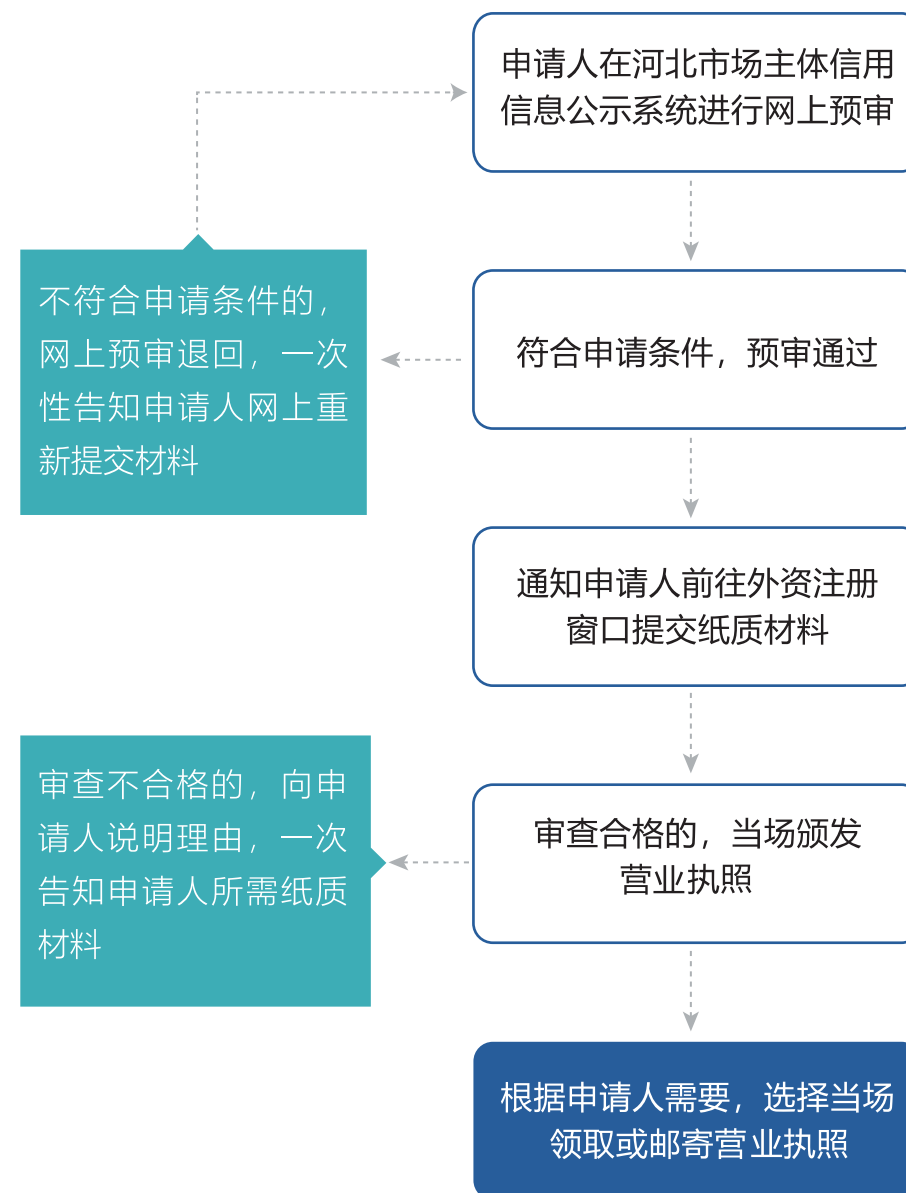 申请人在河北市场主体信用
信息公示系统进行网上预审
不符合申请条件的，
网上预审退回，一次
性告知申请人网上重
新提交材料
符合申请条件，预审通过
通知申请人前往外资注册
窗口提交纸质材料
审查不合格的，向申
请人说明理由，一次
告知申请人所需纸质
材料
审查合格的，当场颁发
营业执照
根据申请人需要，选择当场
领取或邮寄营业执照